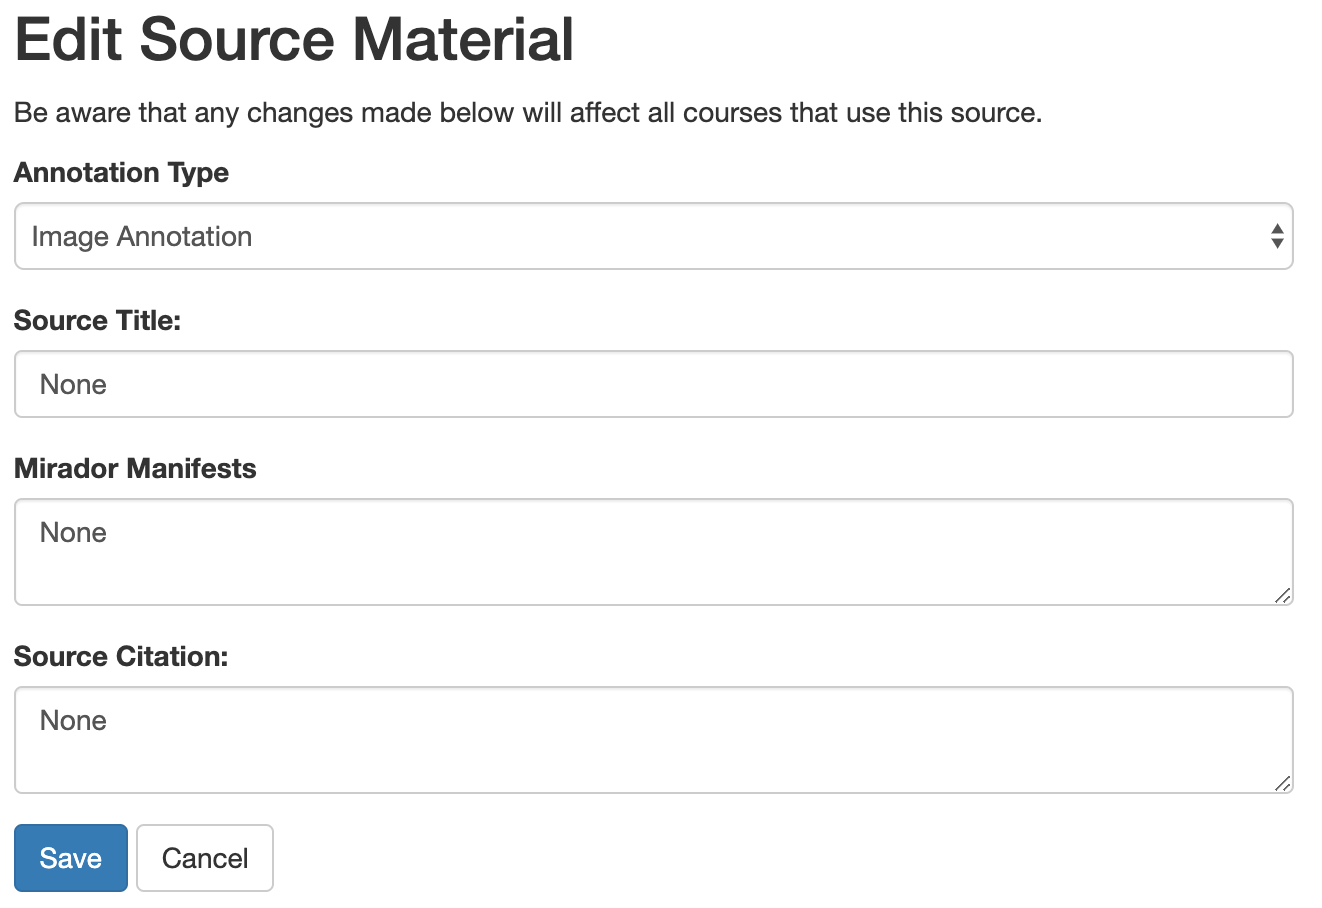 Edit Source Material
Be aware that any changes made below will affect all courses that use this source.
Annotation Type
Image Annotation
Source Title:
None
Mirador Manifests
None
Source Citation:
None
Save Cancel